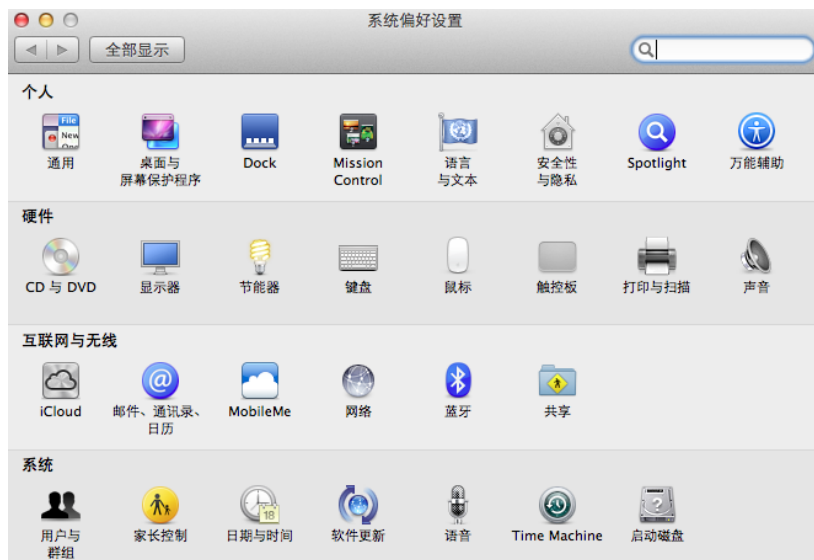 系统偏好设置
全部显示
个人
File
New
通用
桌面与
屏幕保护程序
Dock
Mission
Control
语言
与文本
安全性
与隐私
Spotlight
万能辅助
硬件
CD 与 DVD
显示器
节能器
键盘
鼠标
触控板
打印与扫描
声音
互联网与无线
iCloud
邮件、通讯录、
日历
MobileMe
网络
蓝牙
共享
系统
用户与
群组
家长控制
18
日期与时间
软件更新
语音
Time Machine
?
启动磁盘